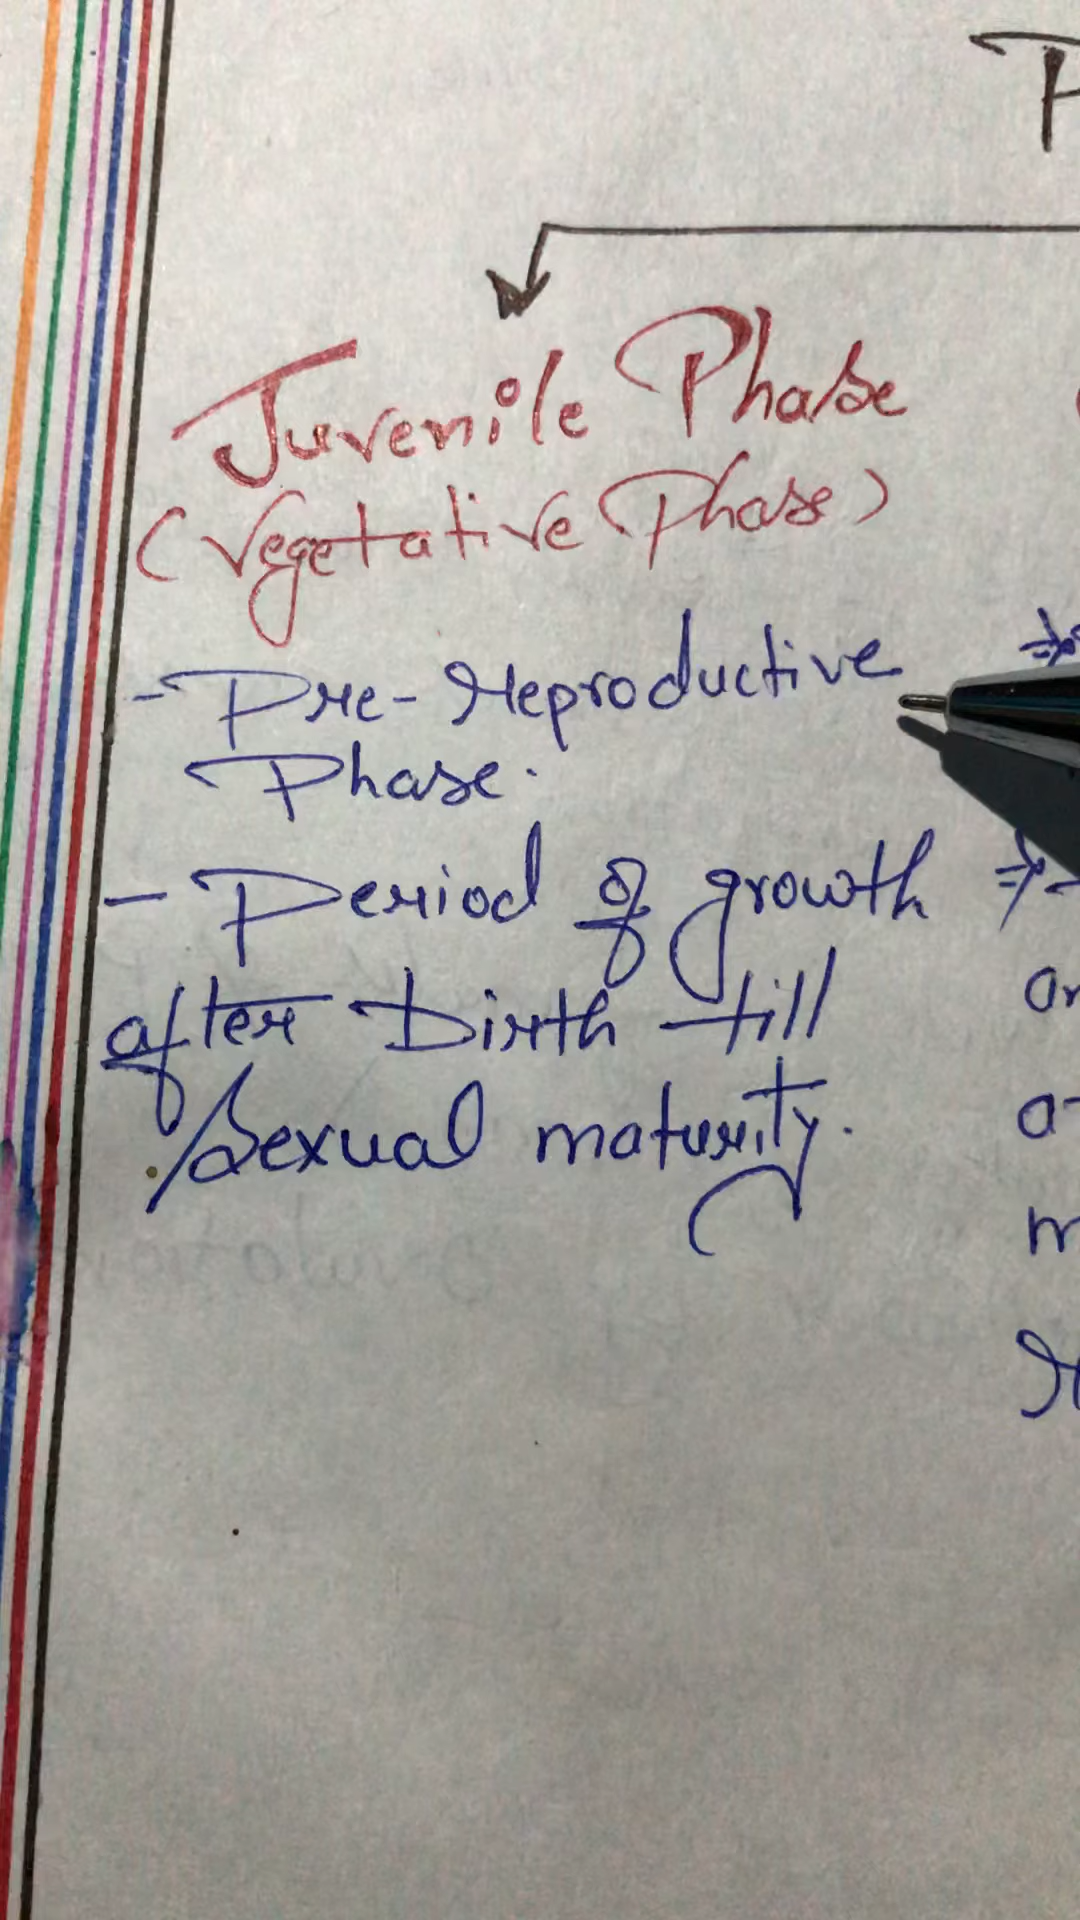 P
Juvenile Phase
(Vegetative Phase)
- Pre-reproductive
Phase.
- Period of growth
after birth till
Sexual maturity.